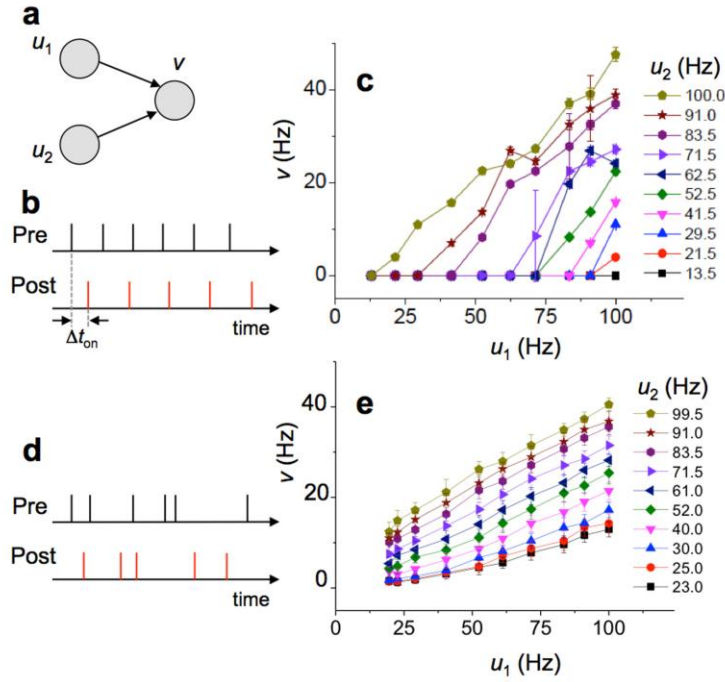 a
u1
u2
v
b
Pre
Post
time
Δton
c
v (Hz)
40
20
0
0
25
50
75
100
u1 (Hz)
u2 (Hz)
100.0
91.0
83.5
71.5
62.5
52.5
41.5
29.5
21.5
13.5
d
Pre
Post
time
e
v (Hz)
40
20
0
0
25
50
75
100
u1 (Hz)
u2 (Hz)
99.5
91.0
83.5
71.5
61.0
52.0
40.0
30.0
25.0
23.0